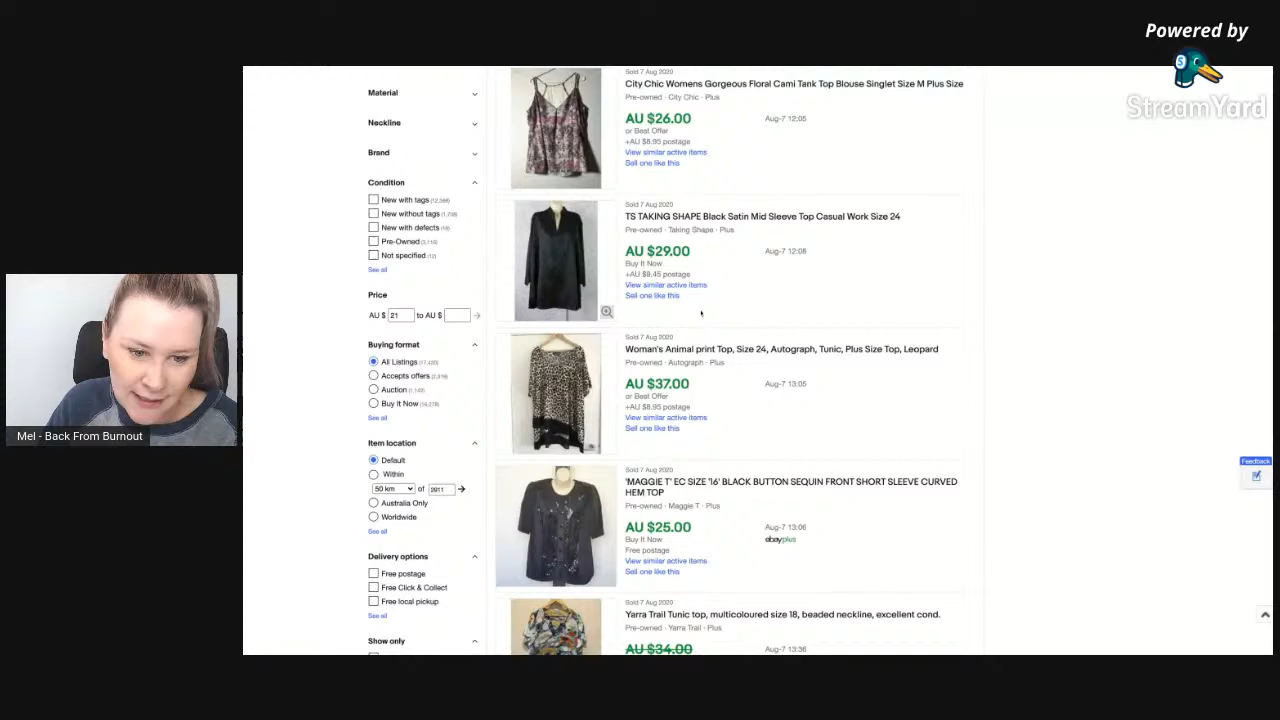 Powered by
StreamYard
Mel - Back From Burnout
Material
Neckline
Brand
Condition
New with tags (12,588)
New without tags
New with defects
Pre-Owned
Not specified (12)
See all
Price
AU $ 21 to AU $
Buying format
All Listings (17,420)
Accepts offers
Auction
Buy It Now
See all
Item location
Default
Within
50 km of 2911
Australia Only
Worldwide
See all
Delivery options
Free postage
Free Click & Collect
Free local pickup
See all
Show only
Sold 7 Aug 2020
City Chic Womens Gorgeous Floral Cami Tank Top Blouse Singlet Size M Plus Size
Pre-owned · City Chic · Plus
AU $26.00
Aug-7 12:05
or Best Offer
+AU $8.95 postage
View similar active items
Sell one like this
Sold 7 Aug 2020
TS TAKING SHAPE Black Satin Mid Sleeve Top Casual Work Size 24
Pre-owned · Taking Shape · Plus
AU $29.00
Aug-7 12:08
Buy It Now
+AU $9.45 postage
View similar active items
Sell one like this
Sold 7 Aug 2020
Woman's Animal print Top, Size 24, Autograph, Tunic, Plus Size Top, Leopard
Pre-owned · Autograph · Plus
AU $37.00
Aug-7 13:05
or Best Offer
+AU $8.95 postage
View similar active items
Sell one like this
Sold 7 Aug 2020
'MAGGIE T' EC SIZE '16' BLACK BUTTON SEQUIN FRONT SHORT SLEEVE CURVED
HEM TOP
Pre-owned · Maggie T · Plus
AU $25.00
Aug-7 13:06
Buy It Now
ebayplus
Free postage
View similar active items
Sell one like this
Sold 7 Aug 2020
Yarra Trail Tunic top, multicoloured size 18, beaded neckline, excellent cond.
Pre-owned · Yarra Trail · Plus
AU $34.00
Aug-7 13:36
Feedback